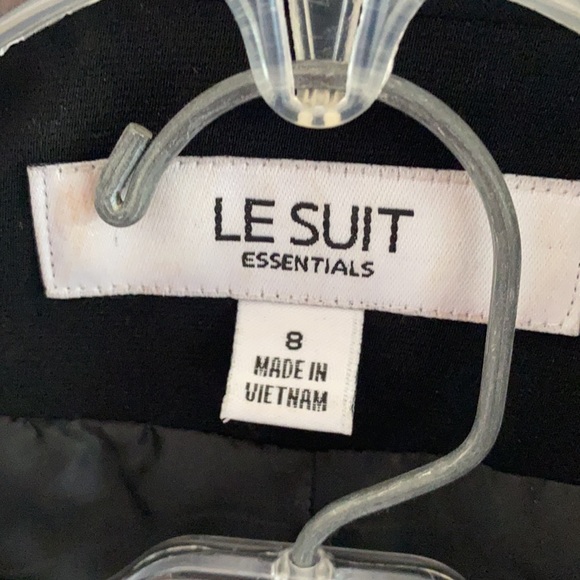 LE SUIT
ESSENTIALS
8
MADE IN
VIETNAM